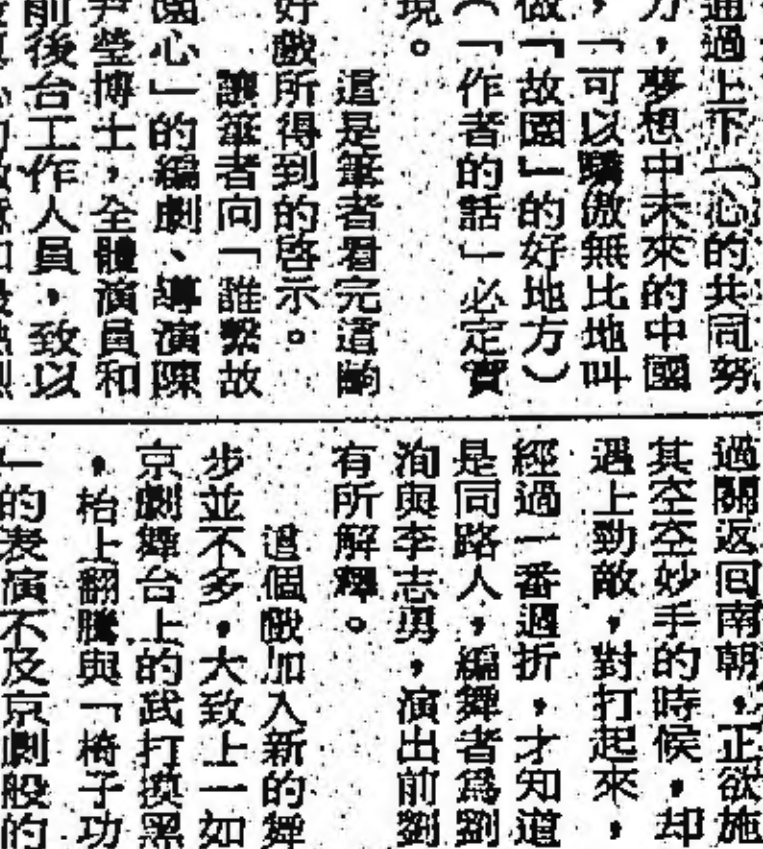 通過上下一心的共同努
力，夢想中未來的中國
，「可以驕傲無比地叫
做「故園」的好地方）
（「作者的話」必定實
現。
這是筆者看完這齣
好戲所得到的啓示。
讓筆者向「誰繫故
園心」的編劇、導演陳
尹瑩博士，全體演員和
前後台工作人員，致以
過關返回南朝，正欲施
其空空妙手的時候，却
遇上勁敵，對打起來，
經過一番週折，才知道
是同路人，編舞者爲劉
洵與李志勇，演出前劉
有所解釋。
這個戲加入新的舞
步並不多，大致上一如
京劇舞台上的武打摸黑
，枱上翻騰與「椅子功
」的表演不及京劇般的